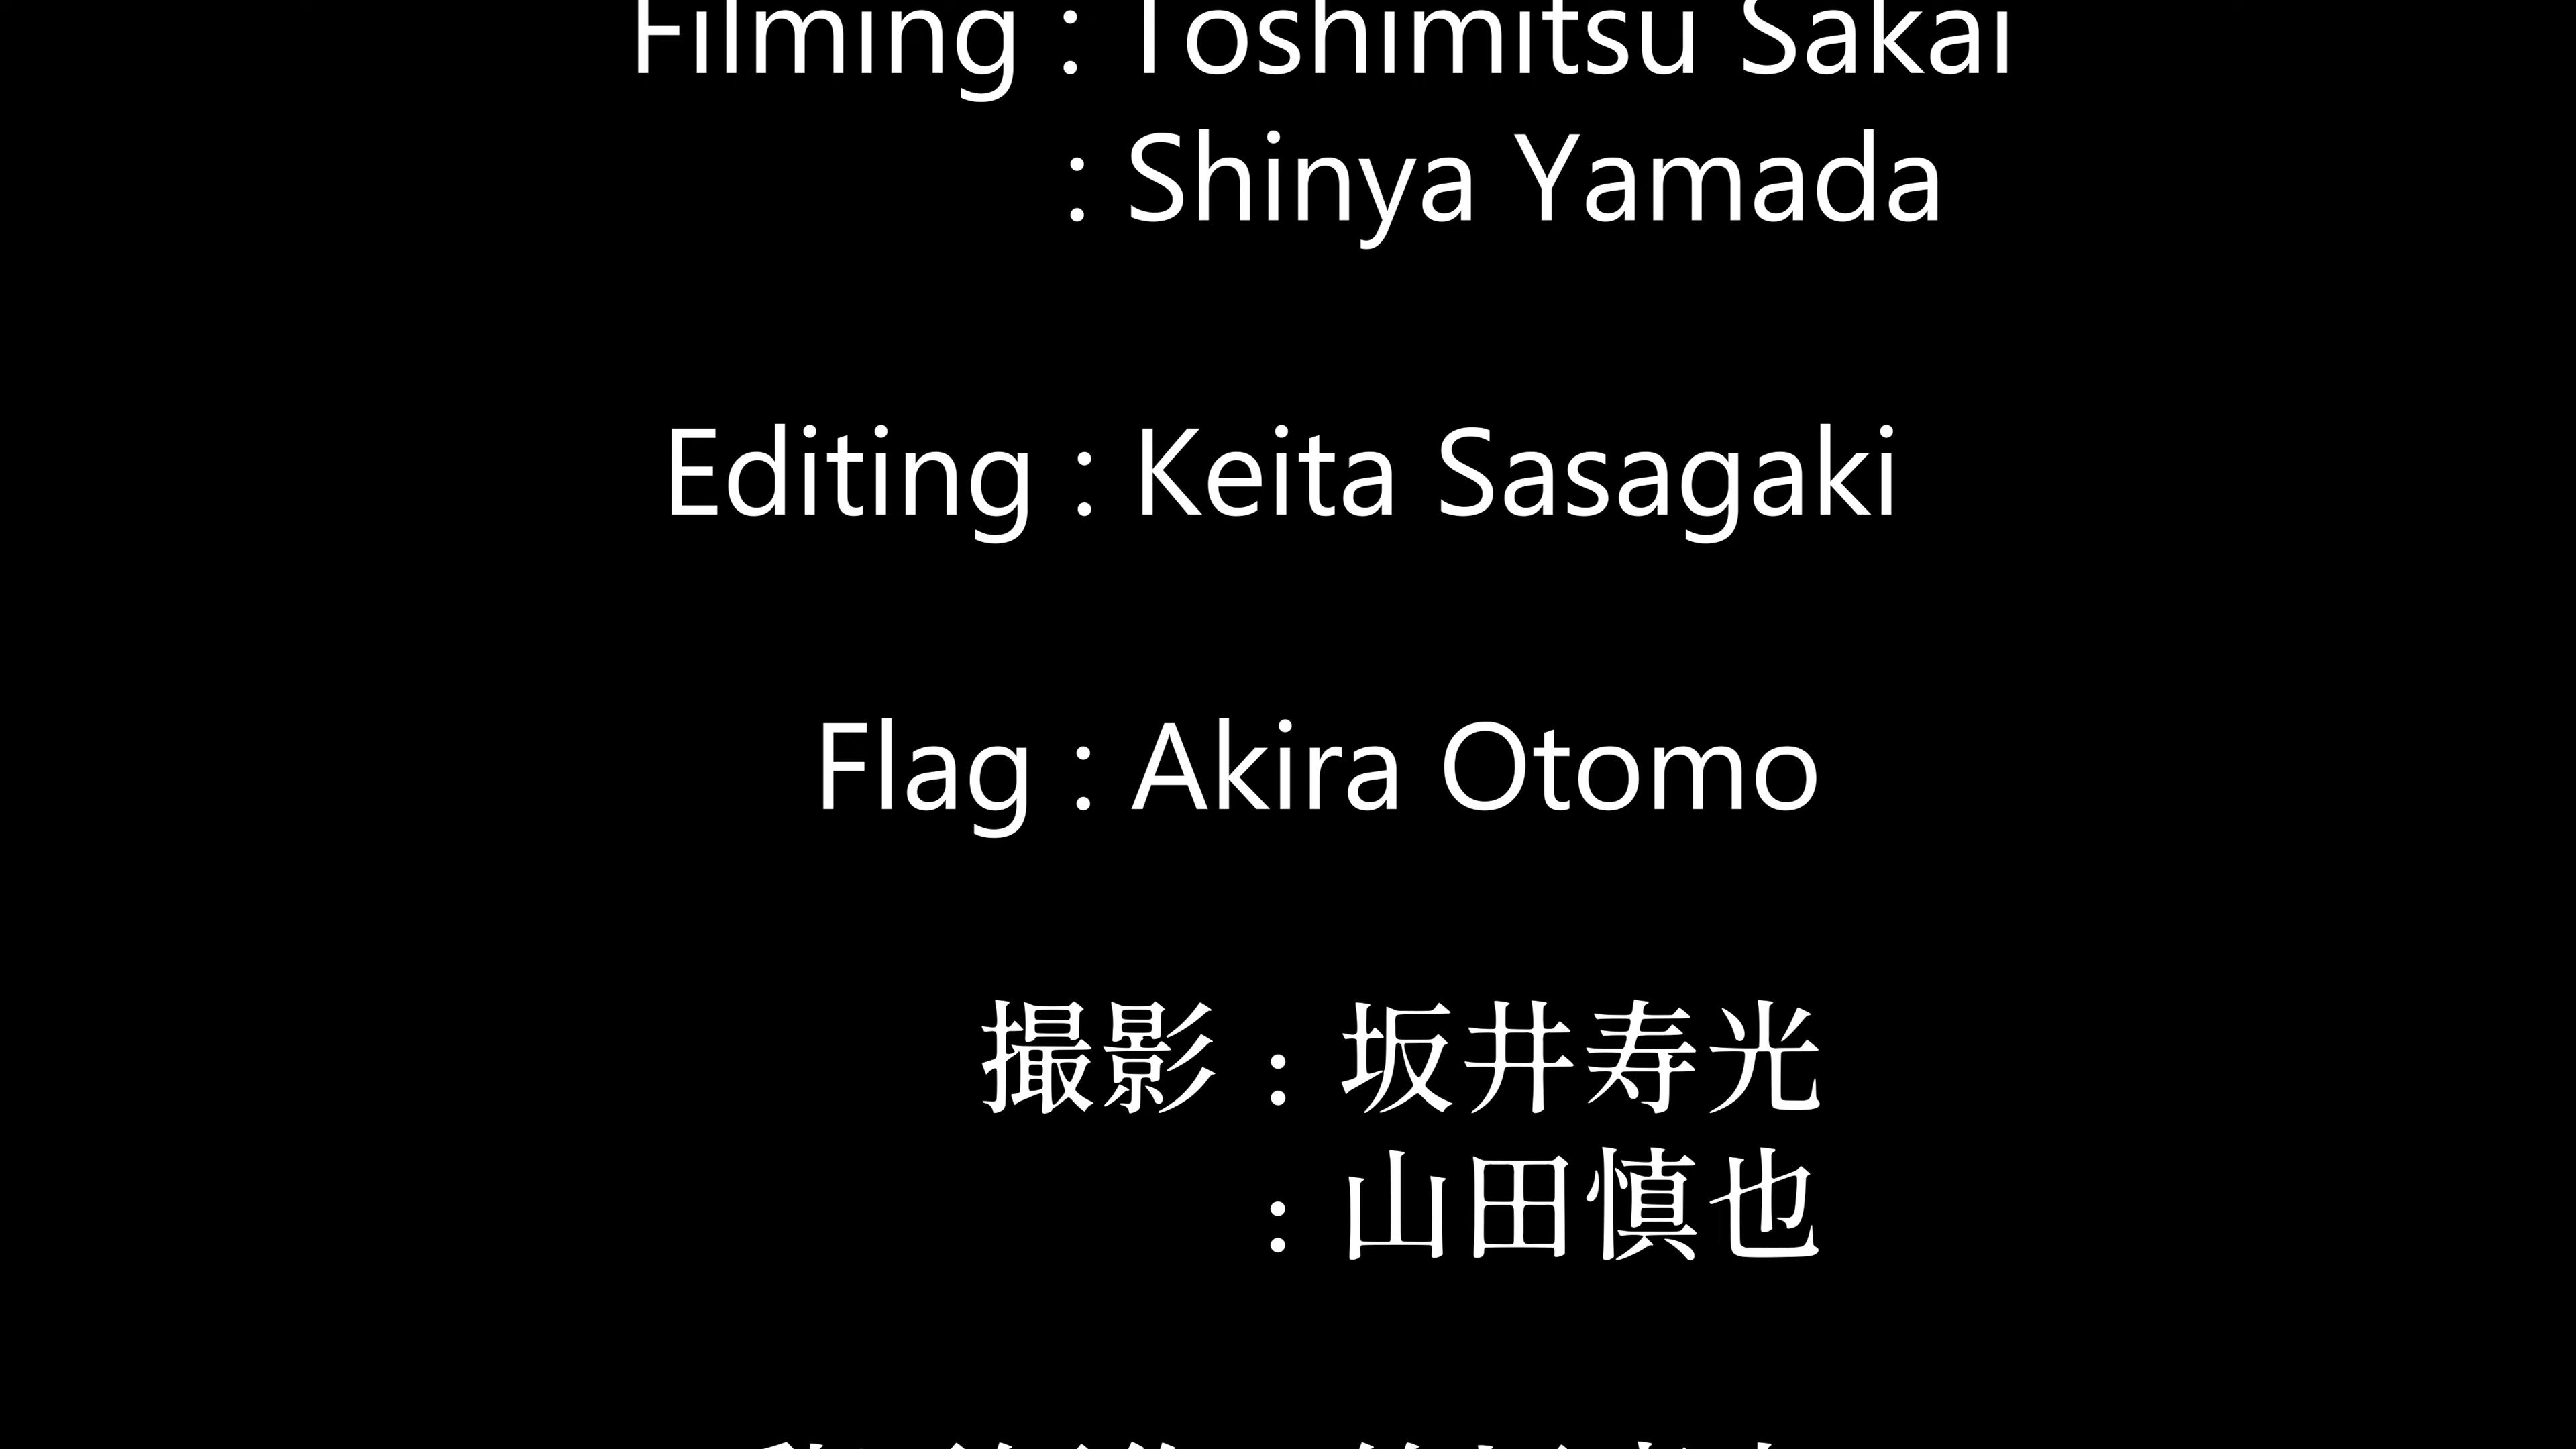 Filming : Toshimitsu Sakai
: Shinya Yamada
Editing : Keita Sasagaki
Flag : Akira Otomo
撮影 : 坂井寿光
: 山田慎也